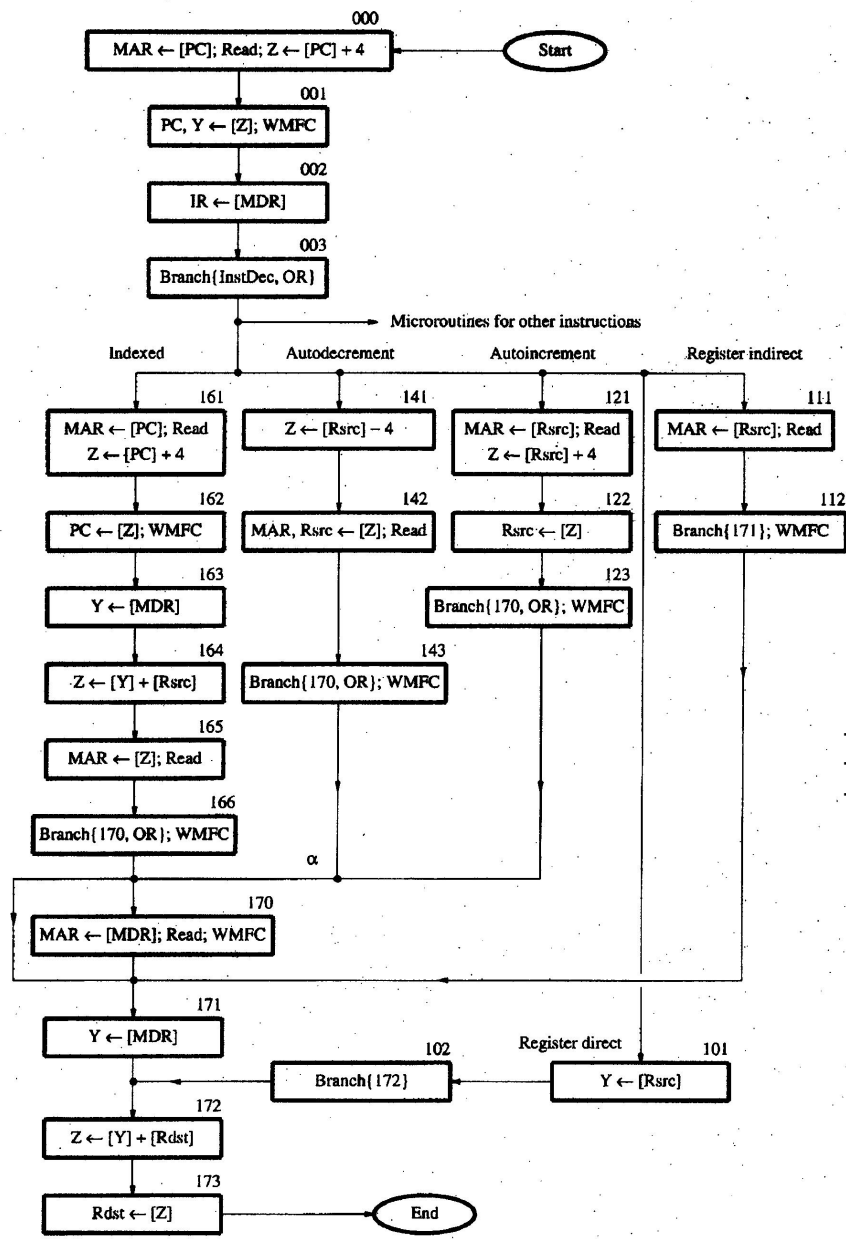 000
MAR ← [PC]; Read; Z ← [PC] + 4
Start
001
PC, Y ← [Z]; WMFC
002
IR ← [MDR]
003
Branch{InstDec, OR}
Microroutines for other instructions
Indexed
Autodecrement
Autoincrement
Register indirect
161
MAR ← [PC]; Read
Z ← [PC] + 4
141
Z ← [Rsrc] − 4
121
MAR ← [Rsrc]; Read
Z ← [Rsrc] + 4
111
MAR ← [Rsrc]; Read
162
PC ← [Z]; WMFC
142
MAR, Rsrc ← [Z]; Read
122
Rsrc ← [Z]
112
Branch{171}; WMFC
163
Y ← [MDR]
123
Branch{170, OR}; WMFC
164
Z ← [Y] + [Rsrc]
143
Branch{170, OR}; WMFC
165
MAR ← [Z]; Read
166
Branch{170, OR}; WMFC
α
170
MAR ← [MDR]; Read; WMFC
171
Y ← [MDR]
Register direct
102
Branch{172}
101
Y ← [Rsrc]
172
Z ← [Y] + [Rdst]
173
Rdst ← [Z]
End